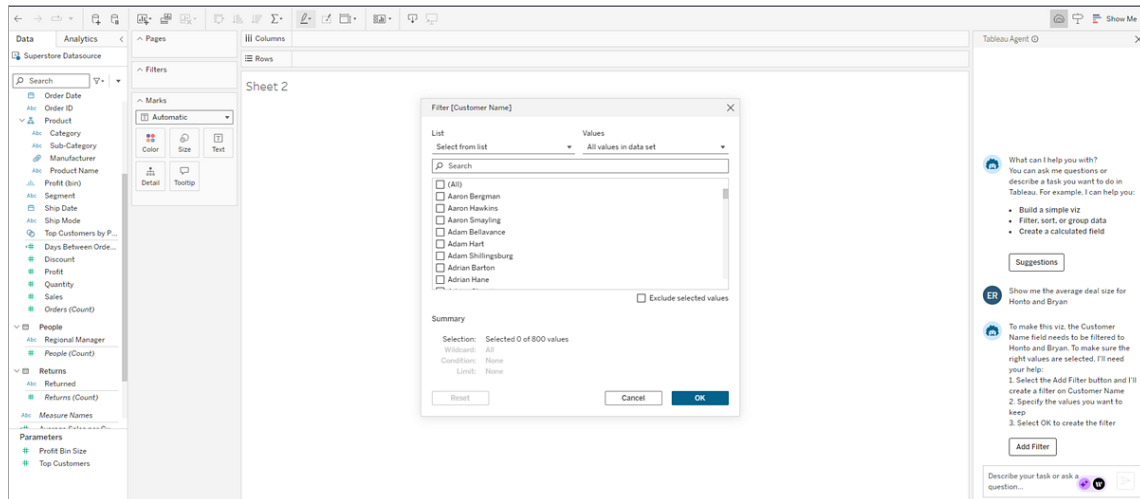 Show Me
Data
Analytics
Superstore Datasource
Search
Order Date
Abc Order ID
Product
Abc Category
Abc Sub-Category
Manufacturer
Abc Product Name
Profit (bin)
Abc Segment
Ship Date
Abc Ship Mode
Top Customers by P...
Days Between Orde...
Discount
Profit
Quantity
Sales
Orders (Count)
People
Abc Regional Manager
People (Count)
Returns
Abc Returned
Returns (Count)
Abc Measure Names
Parameters
Profit Bin Size
Top Customers
Pages
Filters
Marks
Automatic
Color
Size
Text
Detail
Tooltip
Columns
Rows
Sheet 2
Filter [Customer Name]
List
Values
Select from list
All values in data set
Search
(All)
Aaron Bergman
Aaron Hawkins
Aaron Smayling
Adam Bellavance
Adam Hart
Adam Shillingsburg
Adrian Barton
Adrian Hane
Exclude selected values
Summary
Selection: Selected 0 of 800 values
Wildcard: All
Condition: None
Limit: None
Reset
Cancel
OK
Tableau Agent
What can I help you with?
You can ask me questions or
describe a task you want to do in
Tableau. For example, I can help you:
• Build a simple viz
• Filter, sort, or group data
• Create a calculated field
Suggestions
ER
Show me the average deal size for
Honto and Bryan
To make this viz, the Customer
Name field needs to be filtered to
Honto and Bryan. To make sure the
right values are selected, I'll need
your help:
1. Select the Add Filter button and I'll
create a filter on Customer Name
2. Specify the values you want to
keep
3. Select OK to create the filter
Add Filter
Describe your task or ask a
question...